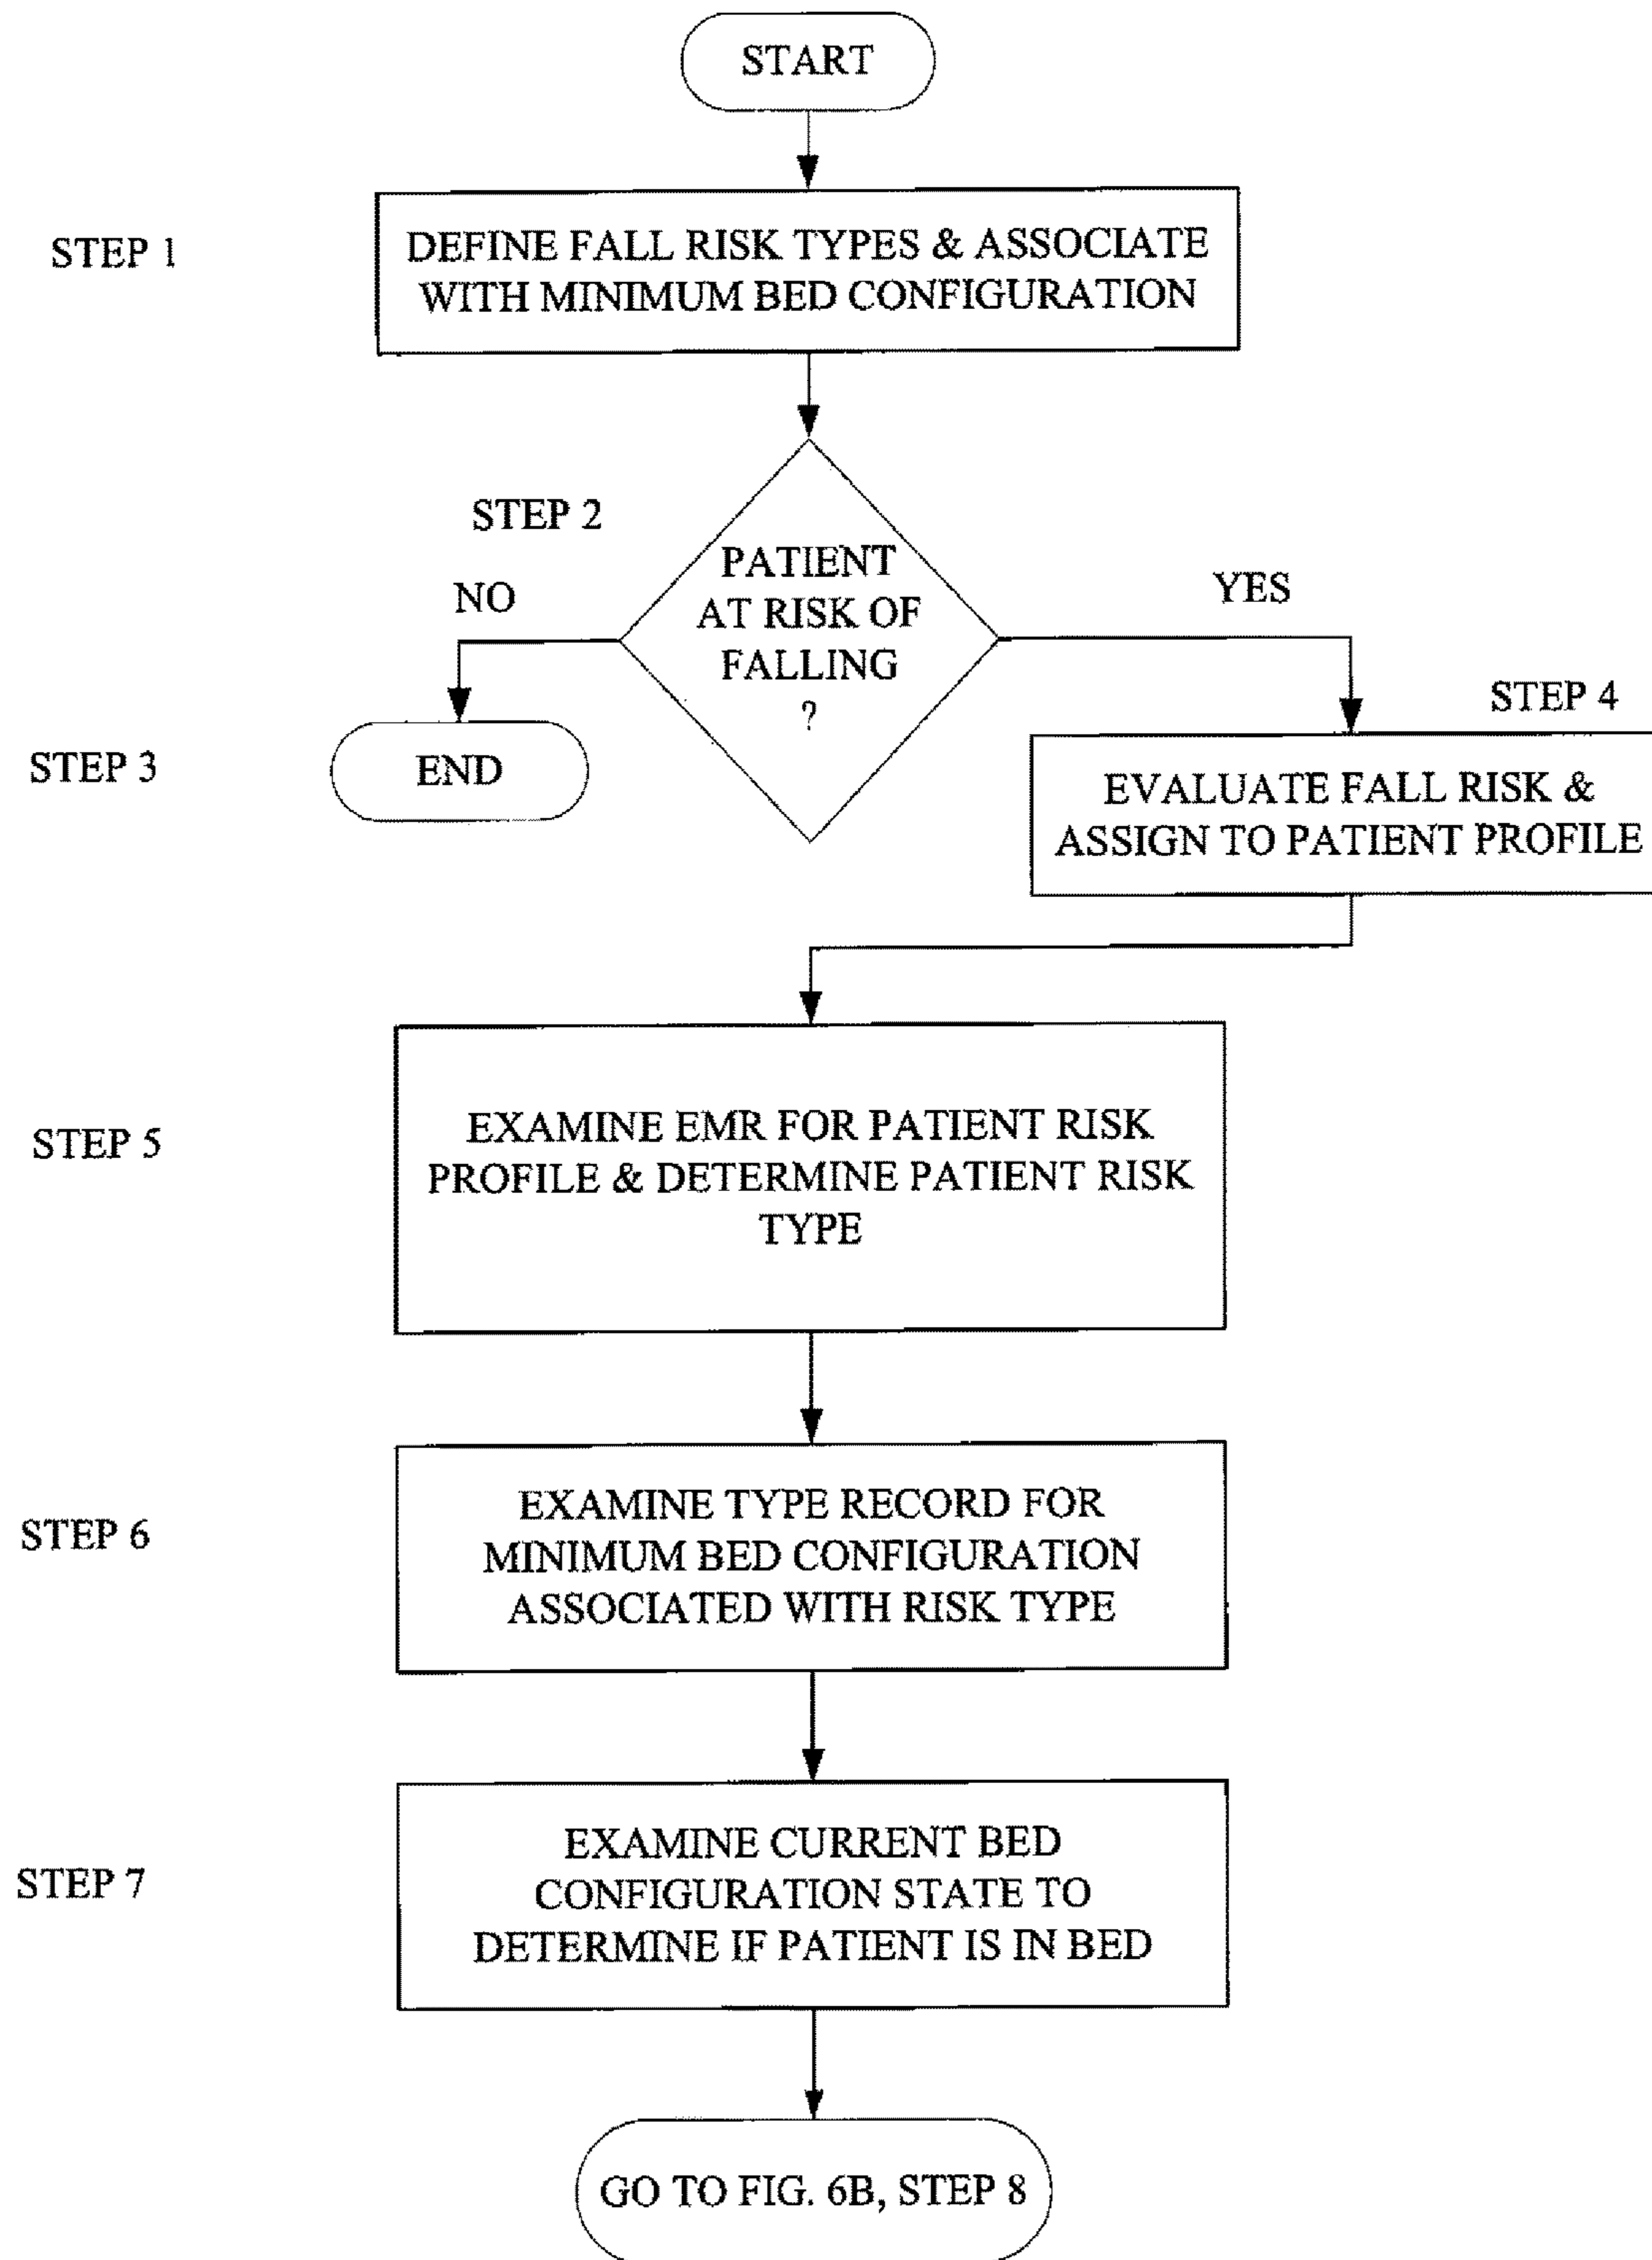 START
STEP 1
DEFINE FALL RISK TYPES & ASSOCIATE
WITH MINIMUM BED CONFIGURATION
STEP 2
PATIENT
AT RISK OF
FALLING
?
NO
YES
STEP 3
END
STEP 4
EVALUATE FALL RISK &
ASSIGN TO PATIENT PROFILE
STEP 5
EXAMINE EMR FOR PATIENT RISK
PROFILE & DETERMINE PATIENT RISK
TYPE
STEP 6
EXAMINE TYPE RECORD FOR
MINIMUM BED CONFIGURATION
ASSOCIATED WITH RISK TYPE
STEP 7
EXAMINE CURRENT BED
CONFIGURATION STATE TO
DETERMINE IF PATIENT IS IN BED
GO TO FIG. 6B, STEP 8